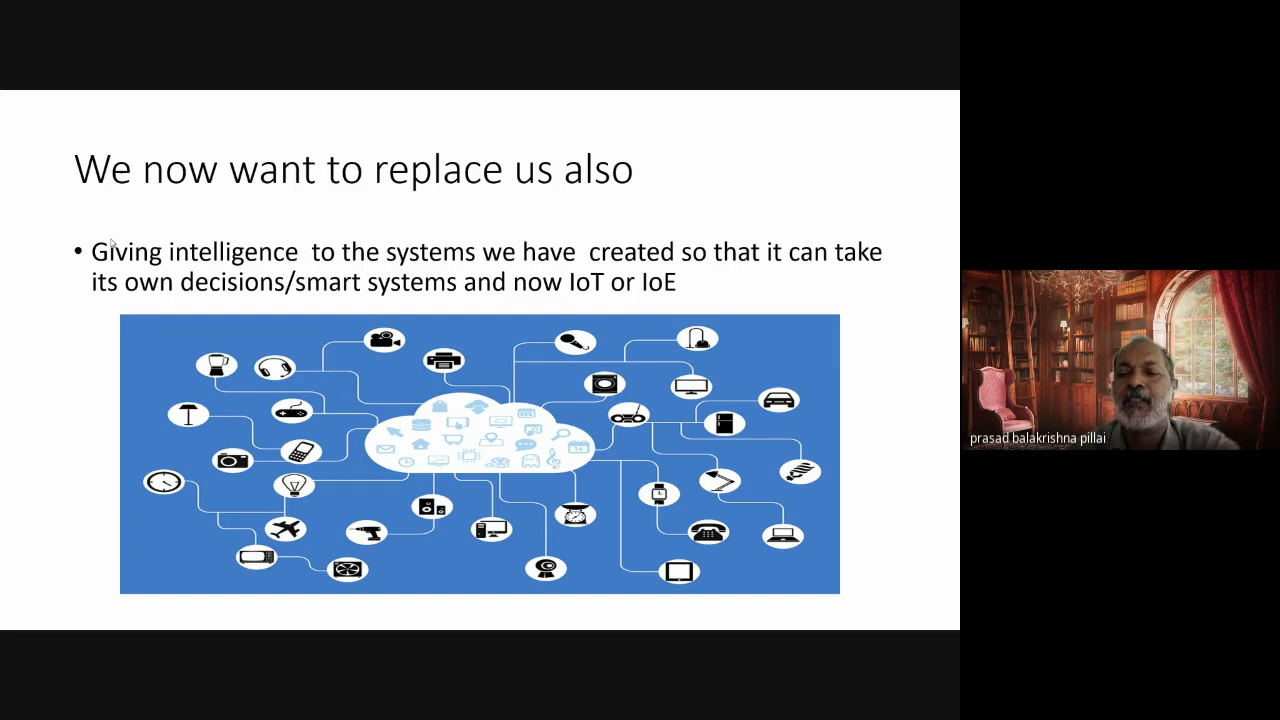 We now want to replace us also
• Giving intelligence  to the systems we have  created so that it can take
its own decisions/smart systems and now IoT or IoE
14
prasad balakrishna pillai